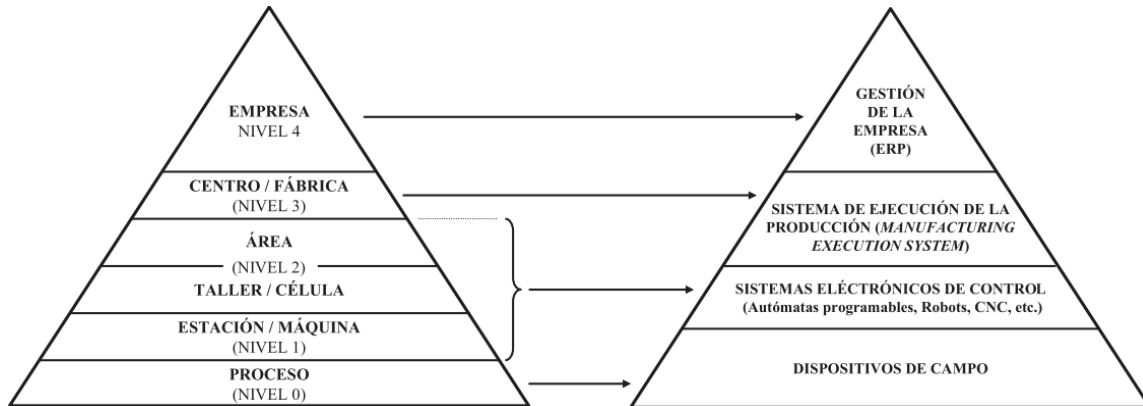 EMPRESA
NIVEL 4
CENTRO / FÁBRICA
(NIVEL 3)
ÁREA
(NIVEL 2)
TALLER / CÉLULA
ESTACIÓN / MÁQUINA
(NIVEL 1)
PROCESO
(NIVEL 0)
GESTIÓN
DE LA
EMPRESA
(ERP)
SISTEMA DE EJECUCIÓN DE LA
PRODUCCIÓN (MANUFACTURING
EXECUTION SYSTEM)
SISTEMAS ELÉCTRÓNICOS DE CONTROL
(Autómatas programables, Robots, CNC, etc.)
DISPOSITIVOS DE CAMPO